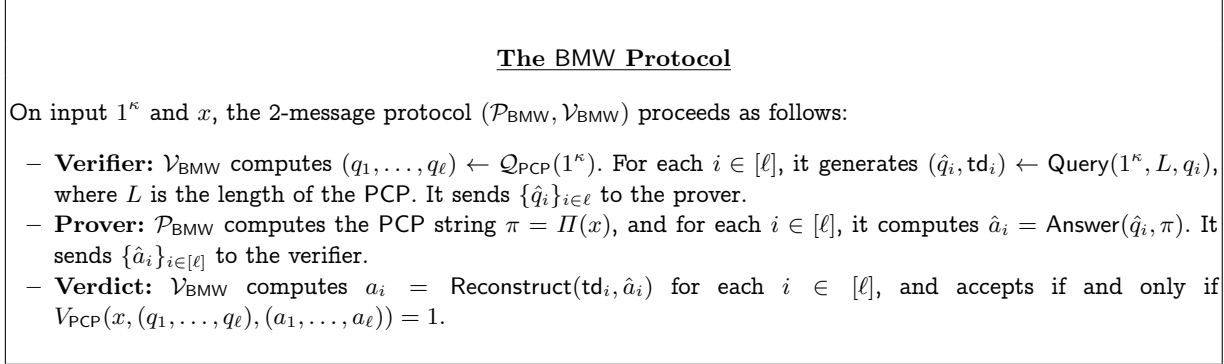 The BMW Protocol
On input 1^κ and x, the 2-message protocol (𝒫_BMW, 𝒱_BMW) proceeds as follows:
– Verifier: 𝒱_BMW computes (q_1, . . . , q_ℓ) ← 𝒬_PCP(1^κ). For each i ∈ [ℓ], it generates (q̂_i, td_i) ← Query(1^κ, L, q_i),
where L is the length of the PCP. It sends {q̂_i}_{i∈ℓ} to the prover.
– Prover: 𝒫_BMW computes the PCP string π = Π(x), and for each i ∈ [ℓ], it computes â_i = Answer(q̂_i, π). It
sends {â_i}_{i∈[ℓ]} to the verifier.
– Verdict: 𝒱_BMW computes a_i = Reconstruct(td_i, â_i) for each i ∈ [ℓ], and accepts if and only if
V_PCP(x, (q_1, . . . , q_ℓ), (a_1, . . . , a_ℓ)) = 1.